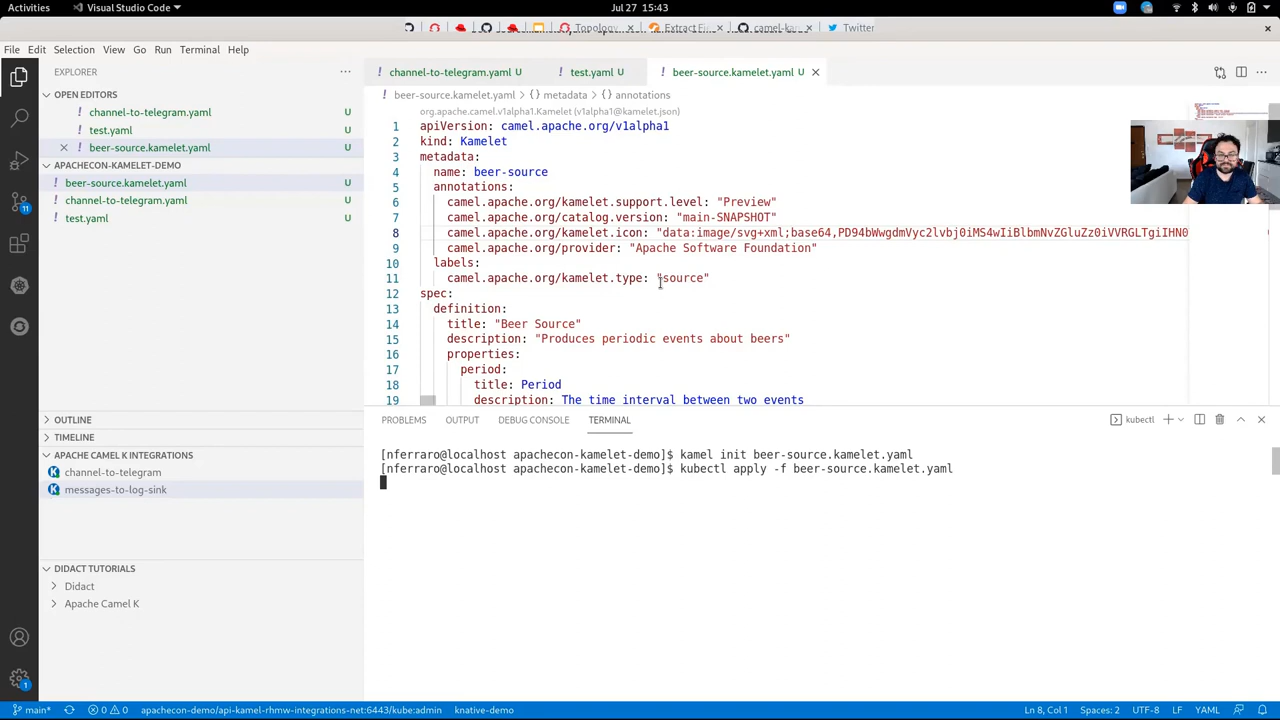 Activities
Visual Studio Code
Jul 27 15:43
Topology
Extract Fi
camel-ka
Twitter
File Edit Selection View Go Run Terminal Help
EXPLORER
OPEN EDITORS
channel-to-telegram.yaml U
test.yaml U
beer-source.kamelet.yaml U
APACHECON-KAMELET-DEMO
beer-source.kamelet.yaml U
channel-to-telegram.yaml U
test.yaml U
OUTLINE
TIMELINE
APACHE CAMEL K INTEGRATIONS
channel-to-telegram
messages-to-log-sink
DIDACT TUTORIALS
Didact
Apache Camel K
11
1
channel-to-telegram.yaml U
test.yaml U
beer-source.kamelet.yaml U
beer-source.kamelet.yaml > {} metadata > {} annotations
org.apache.camel.v1alpha1.Kamelet (v1alpha1@kamelet.json)
1 apiVersion: camel.apache.org/v1alpha1
2 kind: Kamelet
3 metadata:
4 name: beer-source
5 annotations:
6 camel.apache.org/kamelet.support.level: "Preview"
7 camel.apache.org/catalog.version: "main-SNAPSHOT"
8 camel.apache.org/kamelet.icon: "data:image/svg+xml;base64,PD94bWwgdmVyc2lvbj0iMS4wIiBlbmNvZGluZz0iVVRGLTgiIHN0
9 camel.apache.org/provider: "Apache Software Foundation"
10 labels:
11 camel.apache.org/kamelet.type: "source"
12 spec:
13 definition:
14 title: "Beer Source"
15 description: "Produces periodic events about beers"
16 properties:
17 period:
18 title: Period
19 description: The time interval between two events
PROBLEMS OUTPUT DEBUG CONSOLE TERMINAL
kubectl
[nferraro@localhost apachecon-kamelet-demo]$ kamel init beer-source.kamelet.yaml
[nferraro@localhost apachecon-kamelet-demo]$ kubectl apply -f beer-source.kamelet.yaml
main* 0 0 apachecon-demo/api-kamel-rhmw-integrations-net:6443/kube:admin knative-demo
Ln 8, Col 1 Spaces: 2 UTF-8 LF YAML